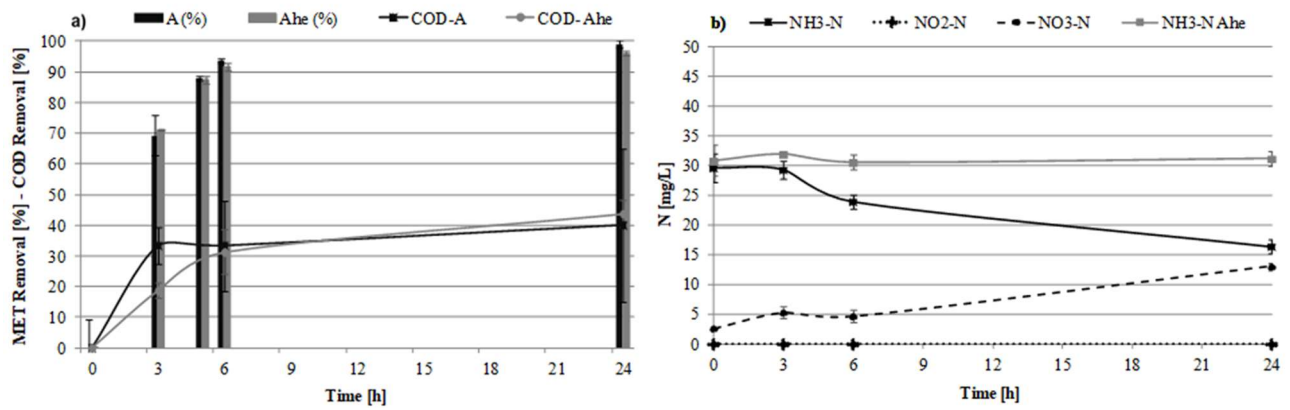 a) A (%) Ahe (%) COD-A COD-Ahe
MET Removal [%] - COD Removal [%]
100
90
80
70
60
50
40
30
20
10
0
0 3 6 9 12 15 18 21 24
Time [h]
b) NH3-N NO2-N NO3-N NH3-N Ahe
N [mg/L]
50
45
40
35
30
25
20
15
10
5
0
0 3 6 9 12 15 18 21 24
Time [h]